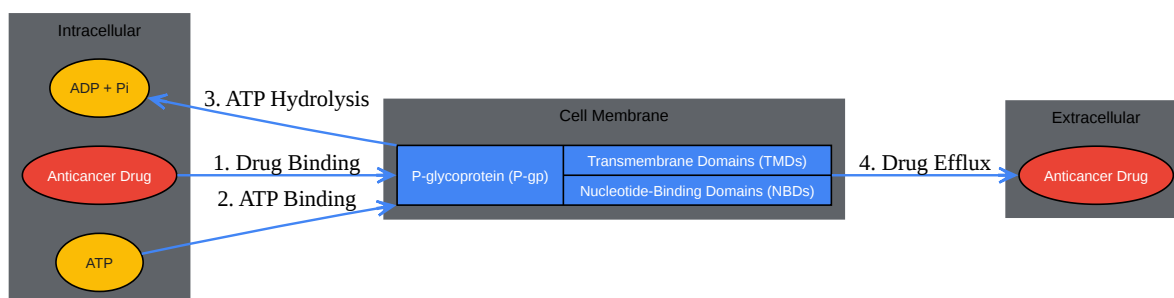 Intracellular
ADP + Pi
3. ATP Hydrolysis
Cell Membrane
Extracellular
Anticancer Drug
1. Drug Binding
P-glycoprotein (P-gp)
Transmembrane Domains (TMDs)
Nucleotide-Binding Domains (NBDs)
4. Drug Efflux
Anticancer Drug
2. ATP Binding
ATP